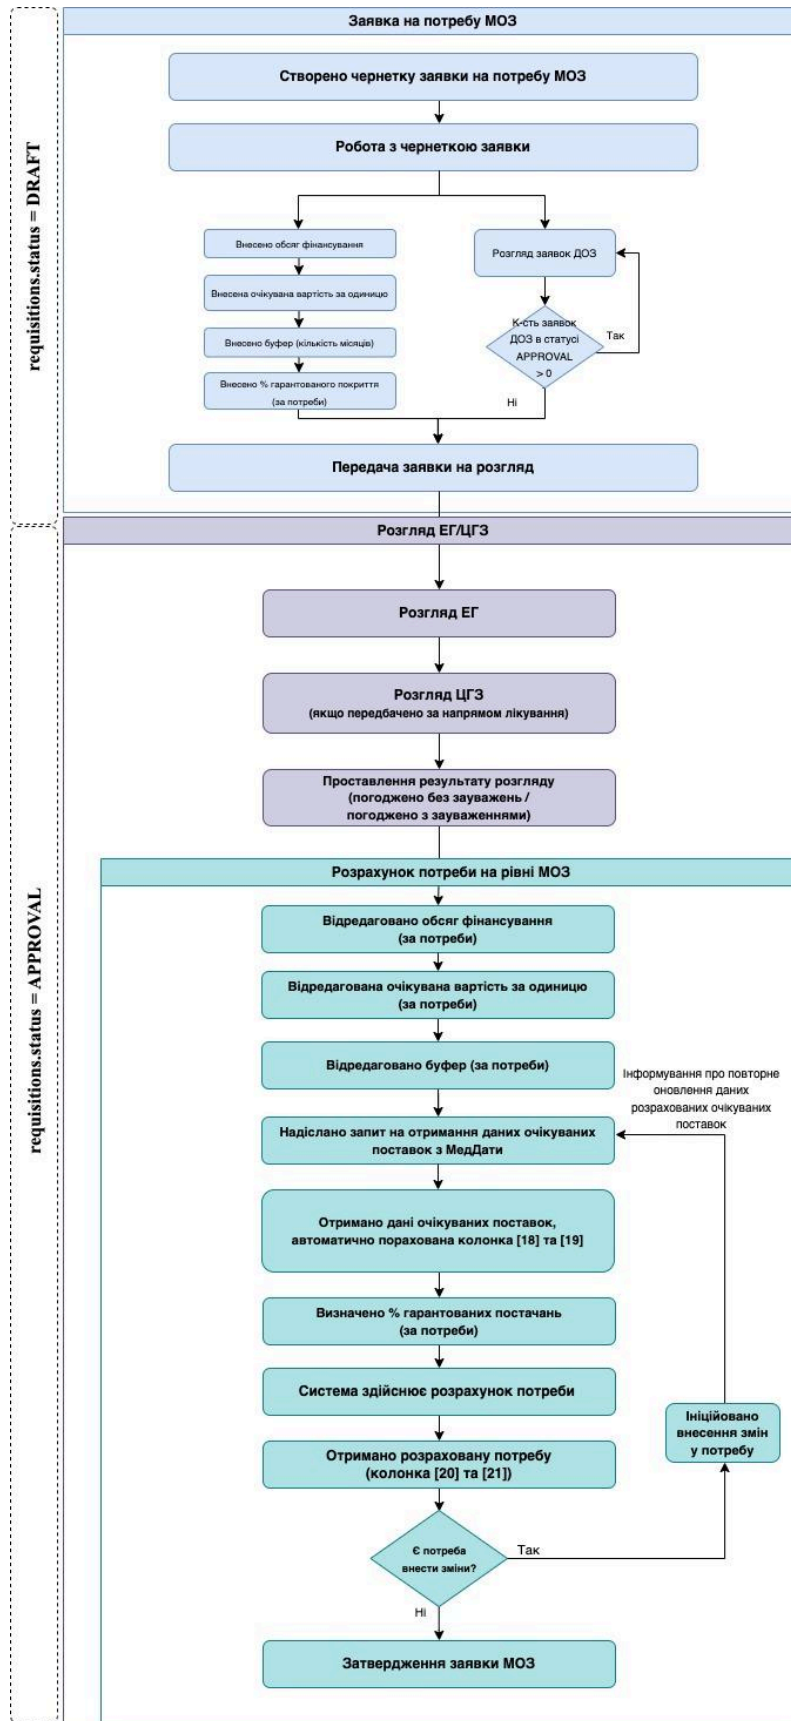 Заявка на потребу МОЗ
requisitions.status = DRAFT
Створено чернетку заявки на потребу МОЗ
Робота з чернеткою заявки
Внесено обсяг фінансування
Внесена очікувана вартість за одиницю
Внесено буфер (кількість місяців)
Внесено % гарантованого покриття
(за потреби)
Розгляд заявок ДОЗ
К-сть заявок
ДОЗ в статусі
APPROVAL
> 0
Так
Ні
Передача заявки на розгляд
Розгляд ЕГ/ЦГЗ
requisitions.status = APPROVAL
Розгляд ЕГ
Розгляд ЦГЗ
(якщо передбачено за напрямом лікування)
Проставлення результату розгляду
(погоджено без зауважень /
погоджено з зауваженнями)
Розрахунок потреби на рівні МОЗ
Відредаговано обсяг фінансування
(за потреби)
Відредагована очікувана вартість за одиницю
(за потреби)
Відредаговано буфер (за потреби)
Інформування про повторне
оновлення даних
розрахованих очікуваних
поставок
Надіслано запит на отримання даних очікуваних
поставок з МедДати
Отримано дані очікуваних поставок,
автоматично порахована колонка [18] та [19]
Визначено % гарантованих постачань
(за потреби)
Система здійснює розрахунок потреби
Ініційовано
внесення змін
у потребу
Отримано розраховану потребу
(колонка [20] та [21])
Є потреба
внести зміни?
Так
Ні
Затвердження заявки МОЗ